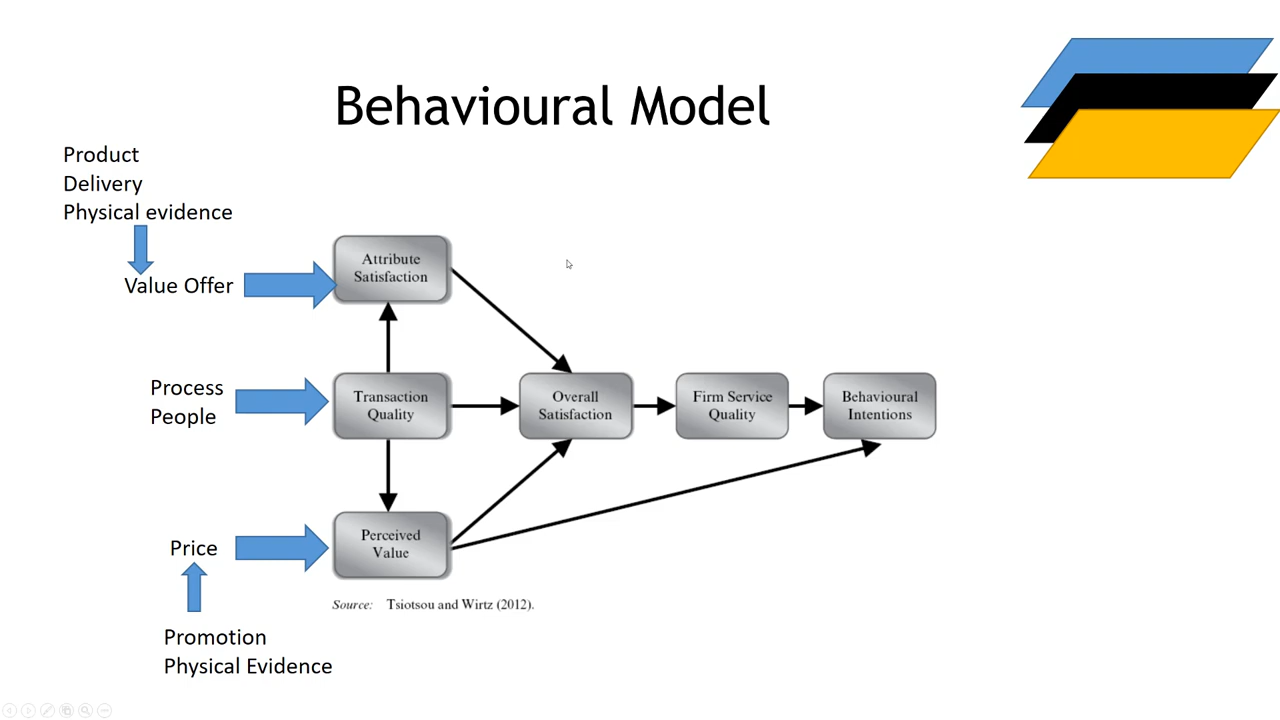 Behavioural Model
Product
Delivery
Physical evidence
Value Offer
Attribute
Satisfaction
Process
People
Transaction
Quality
Overall
Satisfaction
Firm Service
Quality
Behavioural
Intentions
Price
Perceived
Value
Source: Tsiotsou and Wirtz (2012).
Promotion
Physical Evidence